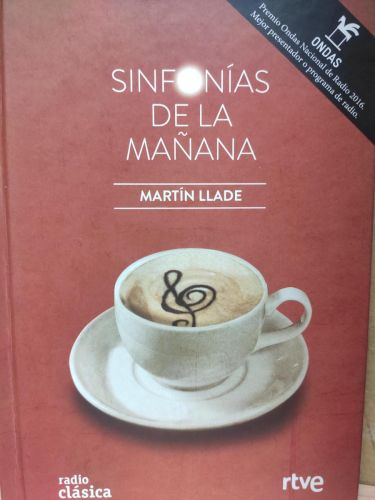 Premio Ondas Nacional de Radio 2016.
Mejor presentador o programa de radio.
ONDAS
SINFONÍAS
DE LA
MAÑANA
MARTÍN LLADE
radio
clásica
rtve